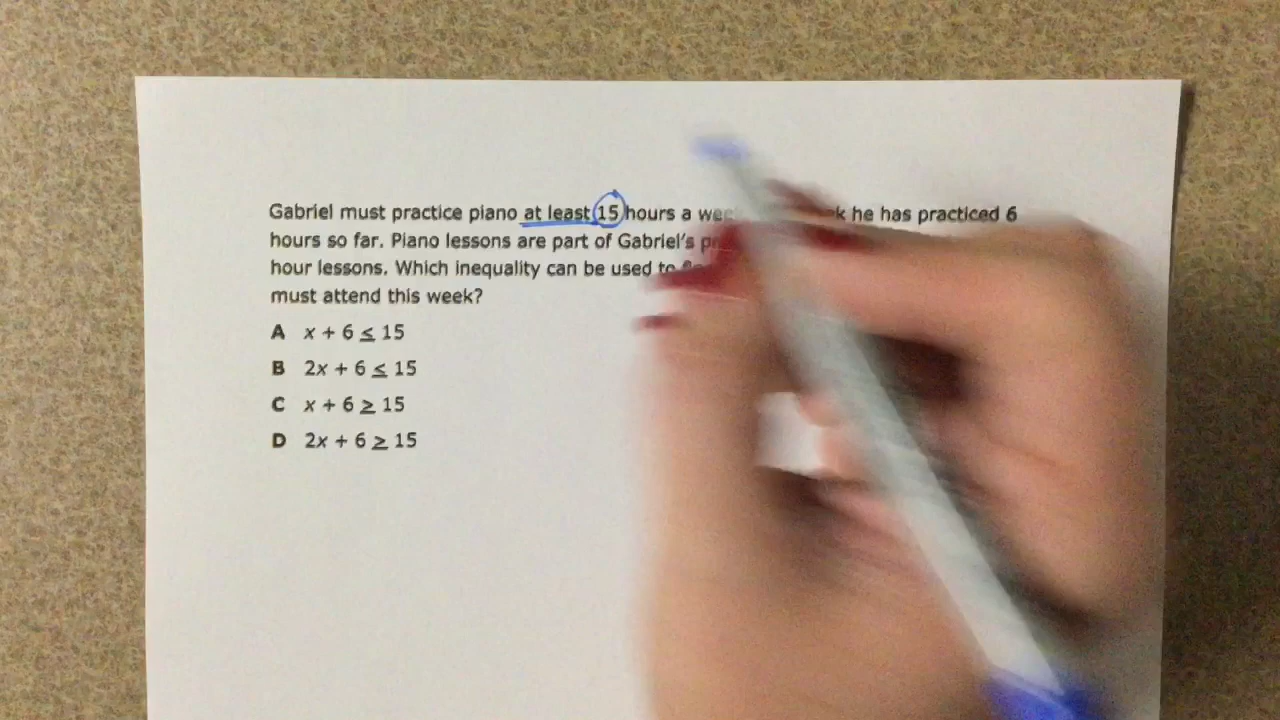 Gabriel must practice piano at least 15 hours a he has practiced 6
hours so far. Piano lessons are part of Gabriel's
hour lessons. Which inequality can be used to
must attend this week?
A x + 6 ≤ 15
B 2x + 6 ≤ 15
C x + 6 ≥ 15
D 2x + 6 ≥ 15